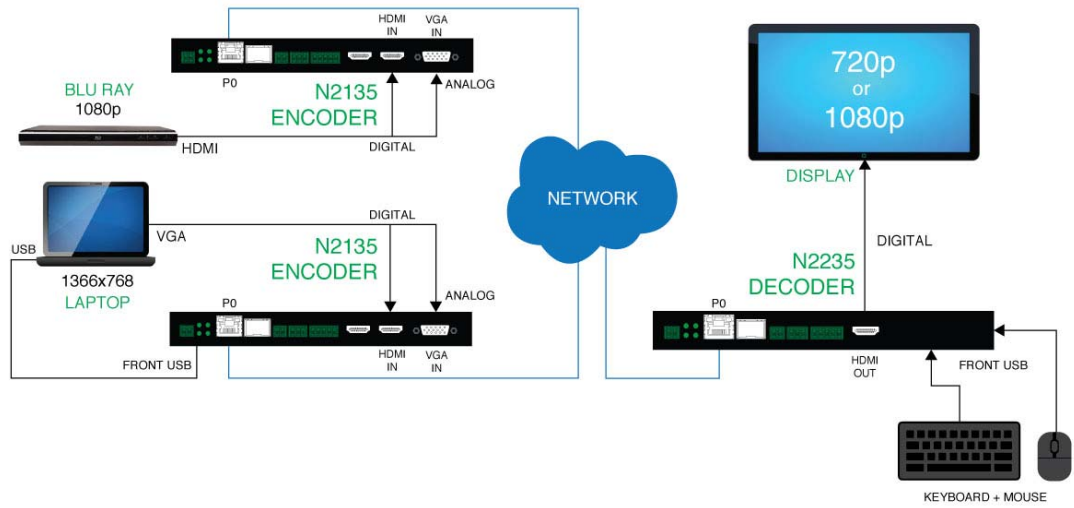 HDMI
IN
VGA
IN
P0
BLU RAY
1080p
N2135
ENCODER
ANALOG
HDMI
DIGITAL
720p
or
1080p
DISPLAY
NETWORK
USB
VGA
DIGITAL
1366x768
LAPTOP
N2135
ENCODER
ANALOG
P0
FRONT USB
HDMI
IN
VGA
IN
DIGITAL
N2235
DECODER
P0
HDMI
OUT
FRONT USB
KEYBOARD + MOUSE